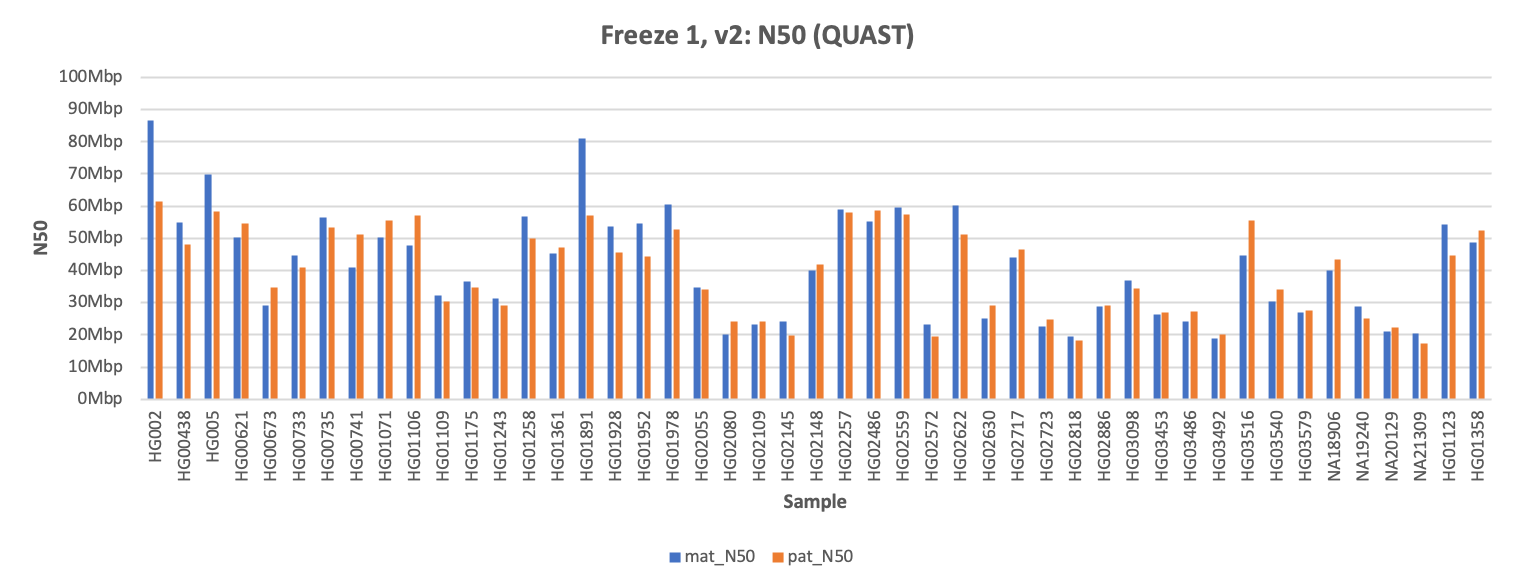 Freeze 1, v2: N50 (QUAST)
100Mbp
90Mbp
80Mbp
70Mbp
60Mbp
50Mbp
40Mbp
30Mbp
20Mbp
10Mbp
0Mbp
N50
HG002
HG00438
HG005
HG00621
HG00673
HG00733
HG00735
HG00741
HG01071
HG01106
HG01109
HG01175
HG01243
HG01258
HG01361
HG01891
HG01928
HG01952
HG01978
HG02055
HG02080
HG02109
HG02145
HG02148
HG02257
HG02486
HG02559
HG02572
HG02622
HG02630
HG02717
HG02723
HG02818
HG02886
HG03098
HG03453
HG03486
HG03492
HG03516
HG03540
HG03579
NA18906
NA19240
NA20129
NA21309
HG01123
HG01358
Sample
mat_N50 pat_N50